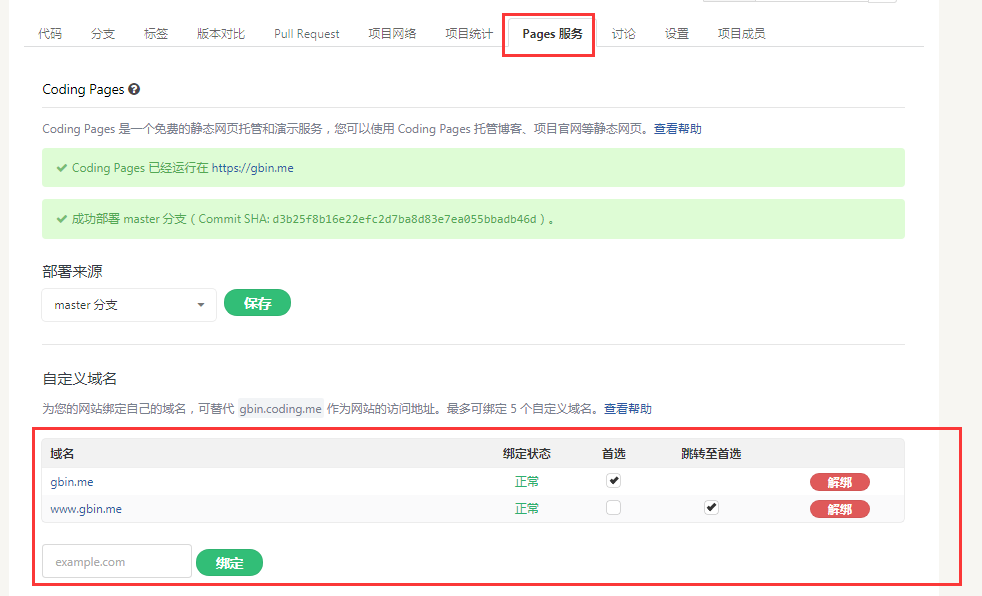 代码 分支 标签 版本对比 Pull Request 项目网络 项目统计 Pages 服务 讨论 设置 项目成员
Coding Pages
Coding Pages 是一个免费的静态网页托管和演示服务，您可以使用 Coding Pages 托管博客、项目官网等静态网页。查看帮助
Coding Pages 已经运行在 https://gbin.me
成功部署 master 分支 ( Commit SHA: d3b25f8b16e22efc2d7ba8d83e7ea055bbadb46d ) 。
部署来源
master 分支 保存
自定义域名
为您的网站绑定自己的域名，可替代 gbin.coding.me 作为网站的访问地址。最多可绑定 5 个自定义域名。查看帮助
域名 绑定状态 首选 跳转至首选
gbin.me 正常 解绑
www.gbin.me 正常 解绑
example.com 绑定